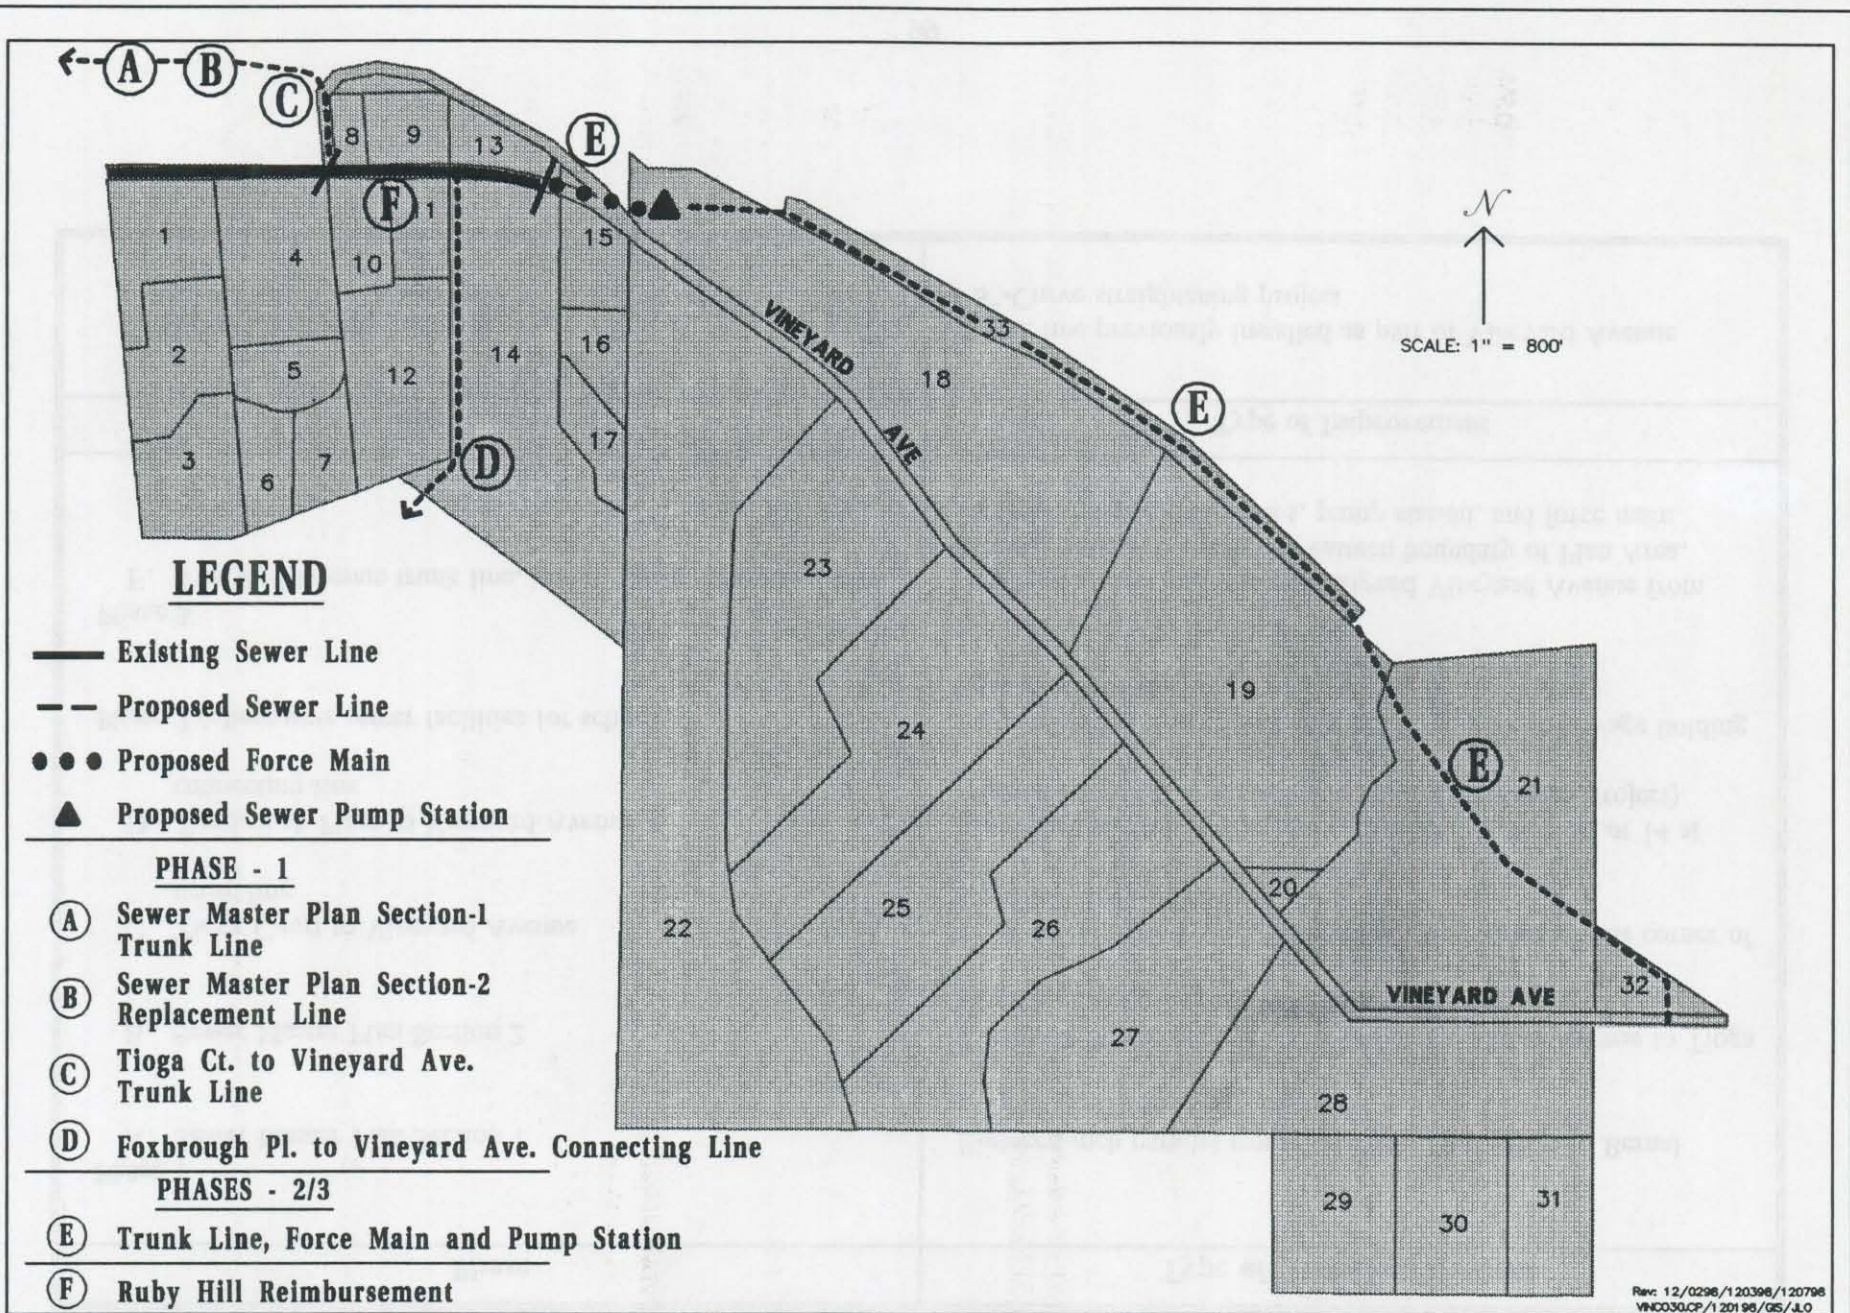 A
B
C
8
9
13
E
F
1
1
4
10
15
N
33
VINEYARD
AVE
SCALE: 1" = 800'
2
5
12
14
16
18
E
3
6
7
17
D
LEGEND
Existing Sewer Line
Proposed Sewer Line
Proposed Force Main
Proposed Sewer Pump Station
PHASE - 1
A Sewer Master Plan Section-1
Trunk Line
B Sewer Master Plan Section-2
Replacement Line
C Tioga Ct. to Vineyard Ave.
Trunk Line
D Foxbrough Pl. to Vineyard Ave. Connecting Line
PHASES - 2/3
E Trunk Line, Force Main and Pump Station
F Ruby Hill Reimbursement
23
19
24
E
21
20
22
25
26
32
VINEYARD AVE
27
28
29
30
31
Rev: 12/0296/120396/120796